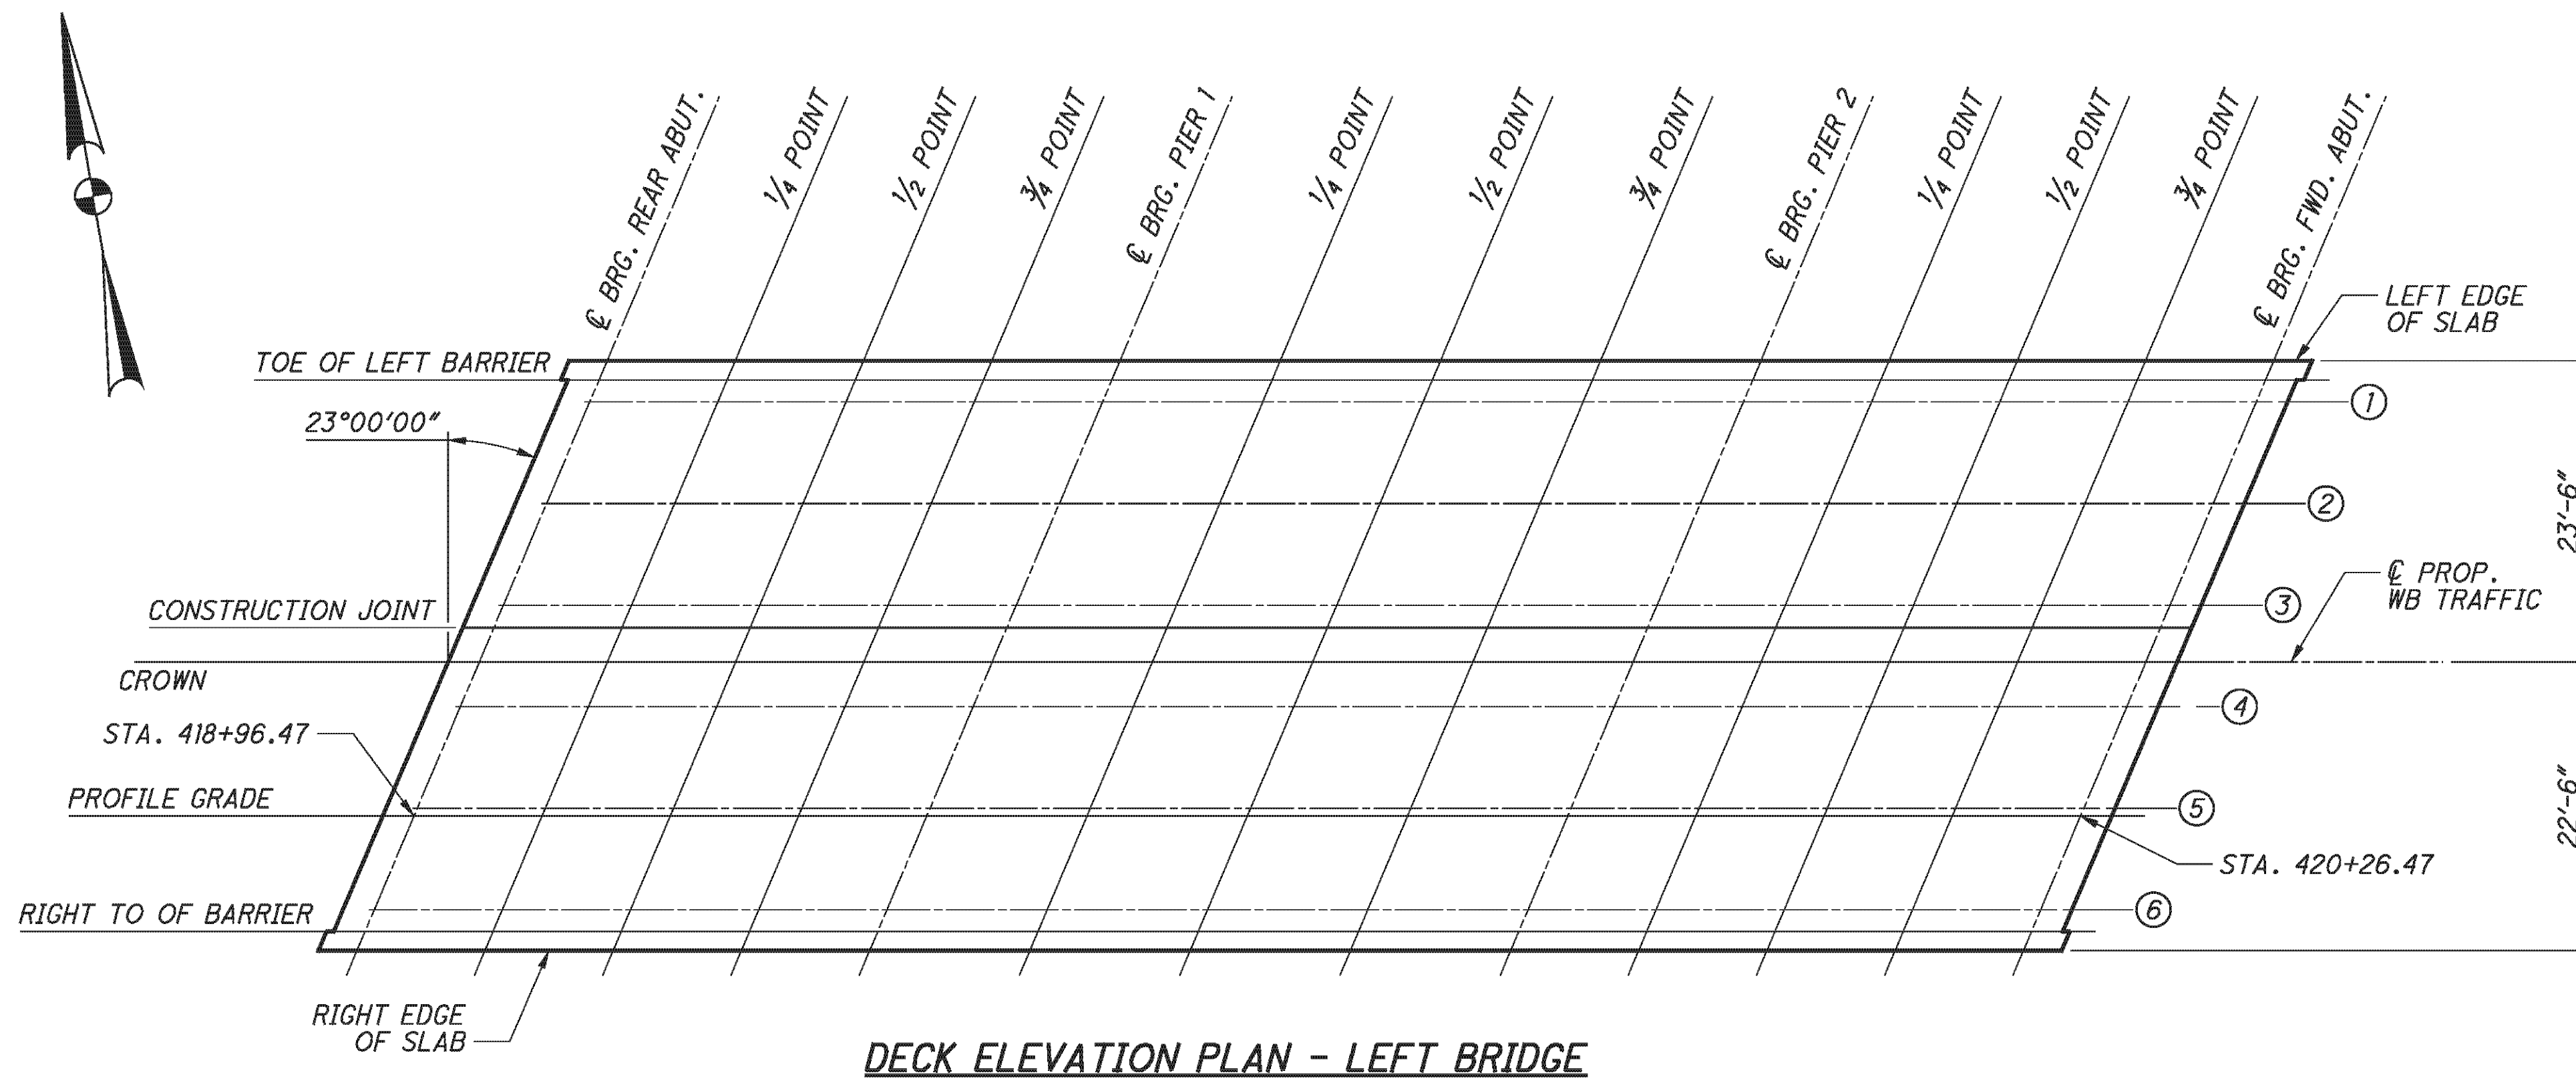 ℄ BRG. REAR ABUT.
1/4 POINT
1/2 POINT
3/4 POINT
℄ BRG. PIER 1
1/4 POINT
1/2 POINT
3/4 POINT
℄ BRG. PIER 2
1/4 POINT
1/2 POINT
3/4 POINT
℄ BRG. FWD. ABUT.
LEFT EDGE
OF SLAB
TOE OF LEFT BARRIER
1
23°00'00"
2
23'-6"
℄ PROP.
WB TRAFFIC
CONSTRUCTION JOINT
3
CROWN
4
STA. 418+96.47
PROFILE GRADE
5
22'-6"
STA. 420+26.47
RIGHT TO OF BARRIER
6
RIGHT EDGE
OF SLAB
DECK ELEVATION PLAN - LEFT BRIDGE